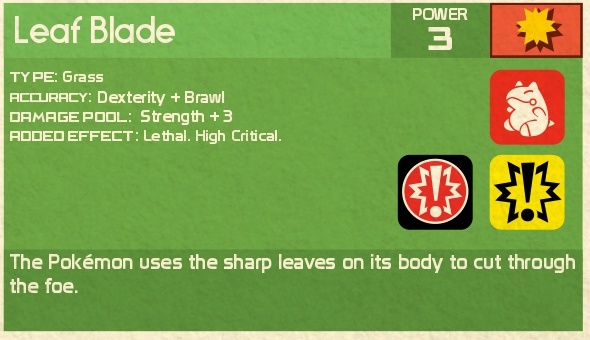 Leaf Blade
POWER
3
TYPE: Grass
ACCURACY: Dexterity + Brawl
DAMAGE POOL: Strength + 3
ADDED EFFECT: Lethal. High Critical.
The Pokémon uses the sharp leaves on its body to cut through
the foe.